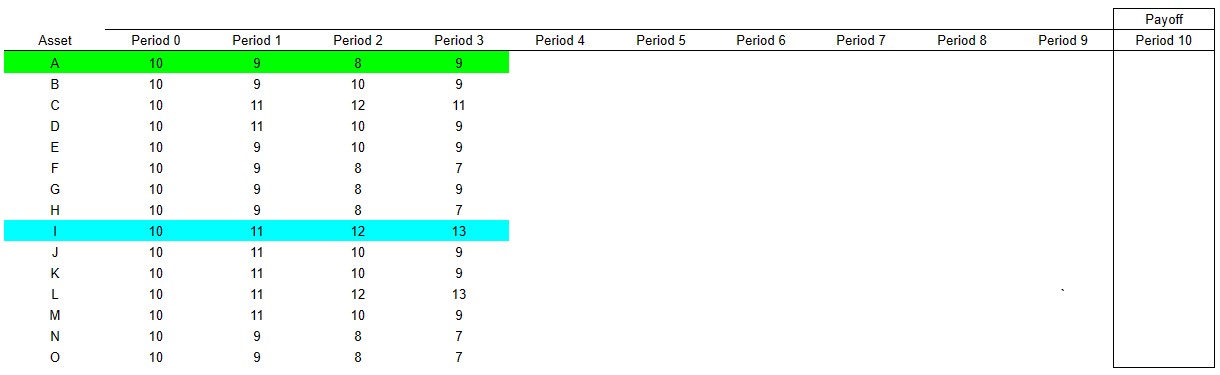 Payoff
Asset Period 0 Period 1 Period 2 Period 3 Period 4 Period 5 Period 6 Period 7 Period 8 Period 9 Period 10
A 10 9 8 9
B 10 9 10 9
C 10 11 12 11
D 10 11 10 9
E 10 9 10 9
F 10 9 8 7
G 10 9 8 9
H 10 9 8 7
I 10 11 12 13
J 10 11 10 9
K 10 11 10 9
L 10 11 12 13 `
M 10 11 10 9
N 10 9 8 7
O 10 9 8 7